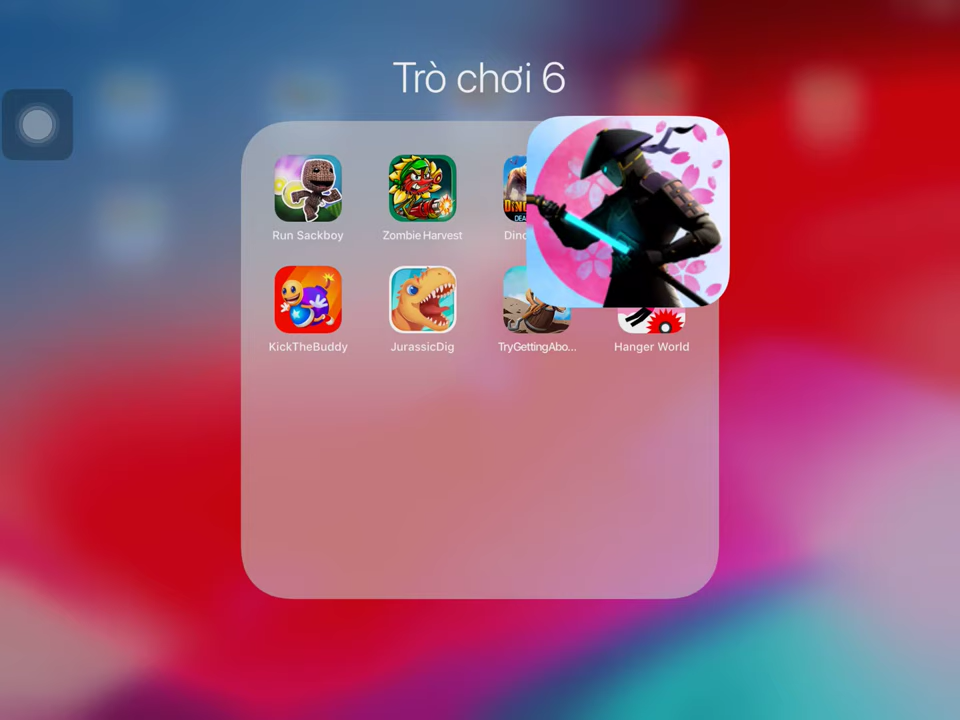 Trò chơi 6
Run Sackboy
Zombie Harvest
KickTheBuddy
JurassicDig
TryGettingAbo...
Hanger World